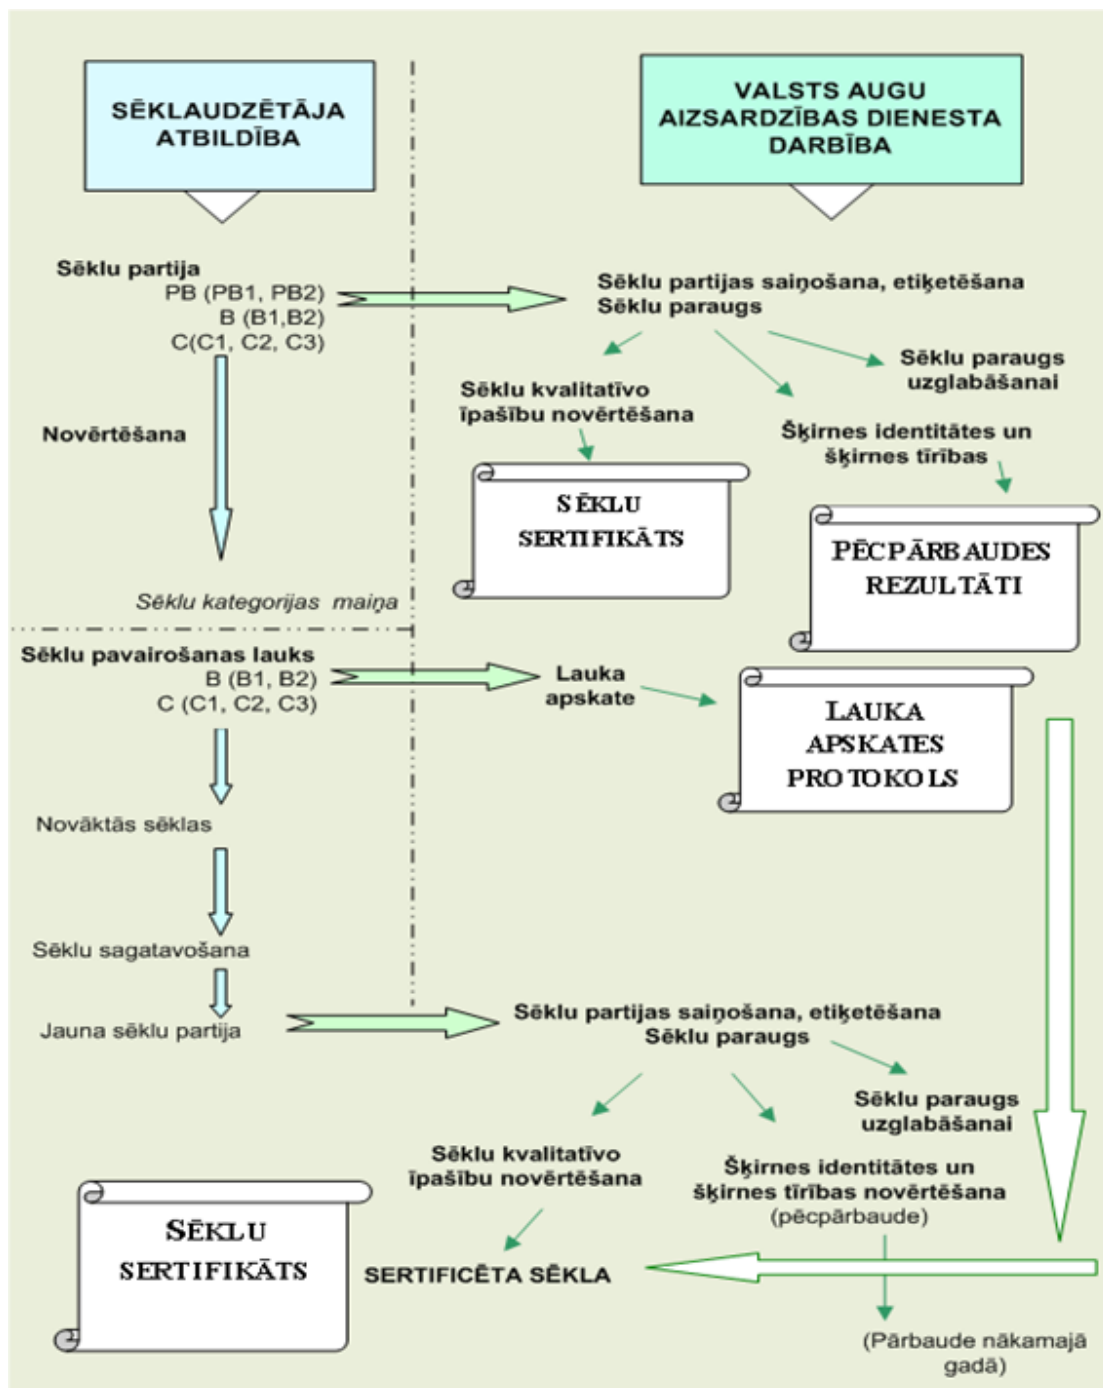 SĒKLAUDZĒTĀJA
ATBILDĪBA
VALSTS AUGU
AIZSARDZĪBAS DIENESTA
DARBĪBA
Sēklu partija
PB (PB1, PB2)
B (B1,B2)
C(C1, C2, C3)
Sēklu partijas saiņošana, etiķetēšana
Sēklu paraugs
Sēklu paraugs
uzglabāšanai
Sēklu kvalitatīvo
īpašību novērtēšana
Šķirnes identitātes un
šķirnes tīrības
Novērtēšana
SĒKLU
SERTIFIKĀTS
PĒCPĀRBAUDES
REZULTĀTI
Sēklu kategorijas maiņa
Sēklu pavairošanas lauks
B (B1, B2)
C (C1, C2, C3)
Lauka
apskate
LAUKA
APSKATES
PROTOKOLS
Novāktās sēklas
Sēklu sagatavošana
Jauna sēklu partija
Sēklu partijas saiņošana, etiķetēšana
Sēklu paraugs
Sēklu paraugs
uzglabāšanai
Sēklu kvalitatīvo
īpašību novērtēšana
Šķirnes identitātes un
šķirnes tīrības novērtēšana
(pēcpārbaude)
SĒKLU
SERTIFIKĀTS
SERTIFICĒTA SĒKLA
(Pārbaude nākamajā
gadā)